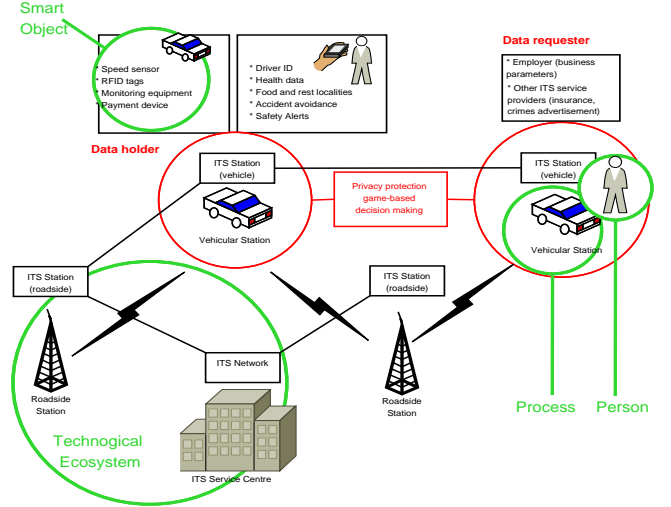 Smart
Object
* Speed sensor
* RFID tags
* Monitoring equipment
*Payment device
* Driver ID
* Health data
* Food and rest localities
* Accident avoidance
* Safety Alerts
Data requester
* Employer (business
parameters)
* Other ITS service
providers (insurance,
crimes advertisement)
Data holder
ITS Station
(vehicle)
Vehicular Station
Privacy protection
game-based
decision making
ITS Station
(vehicle)
Vehicular Station
ITS Station
(roadside)
ITS Station
(roadside)
Roadside
Station
ITS Network
Roadside
Station
Process
Person
Technogical
Ecosystem
ITS Service Centre